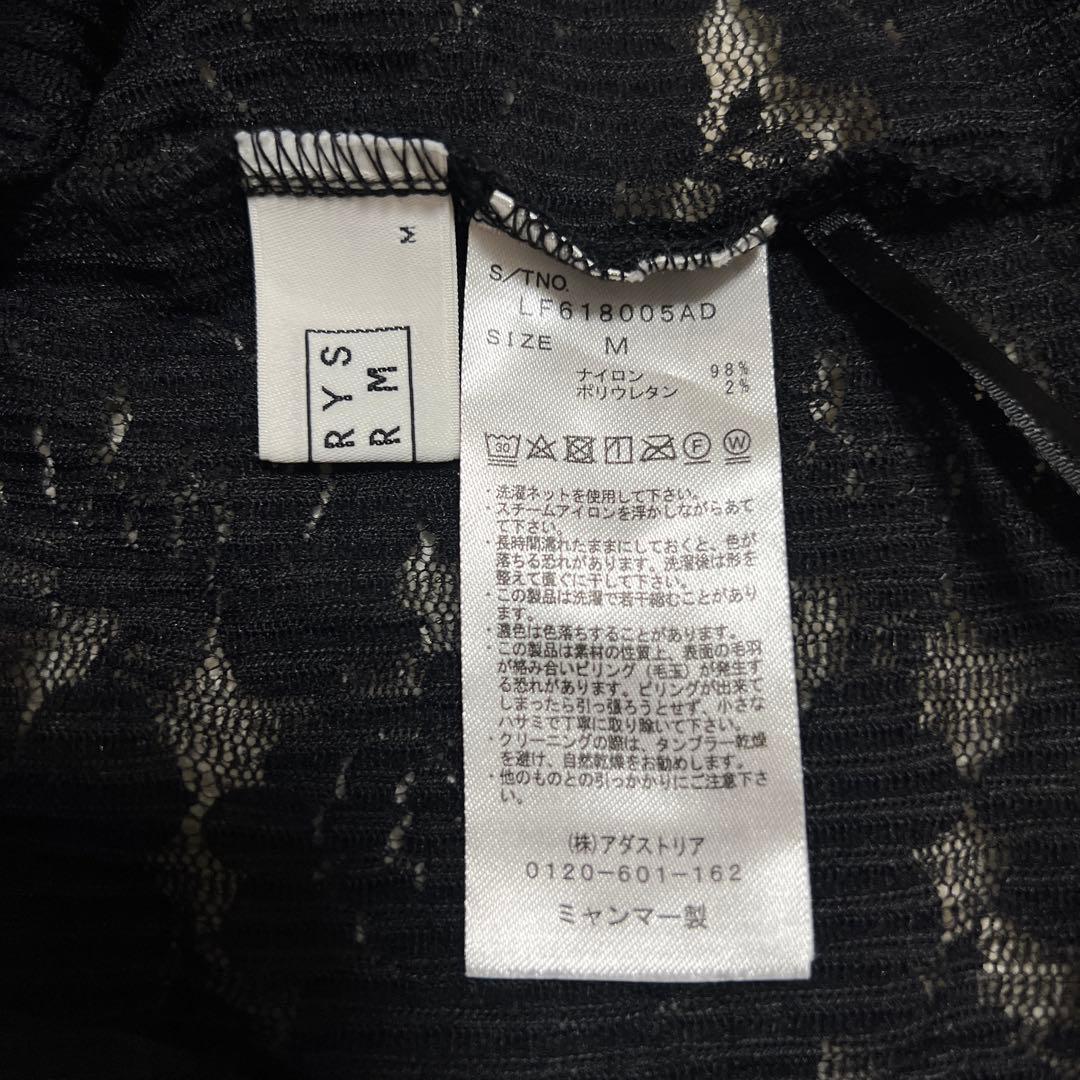 M
RYS
RM
S/TNO.
LF618005AD
SIZE M
ナイロン 98%
ポリウレタン 2%
30
F W
・洗濯ネットを使用して下さい。
・スチームアイロンを浮かしながらあて
て下さい。
・長時間濡れたままにしておくと、色が
落ちる恐れがあります。洗濯後は形を
整えて直ぐに干して下さい。
・この製品は洗濯で若干縮むことがあり
ます。
・濃色は色落ちすることがあります。
・この製品は素材の性質上、表面の毛羽
が絡み合いピリング（毛玉）が発生す
る恐れがあります。ピリングが出来て
しまったら引っ張ろうとせず、小さな
ハサミで丁寧に取り除いて下さい。
・クリーニングの際は、タンブラー乾燥
を避け、自然乾燥をお勧めします。
・他のものとの引っかかりにご注意下さ
い。
(株)アダストリア
0120-601-162
ミャンマー製